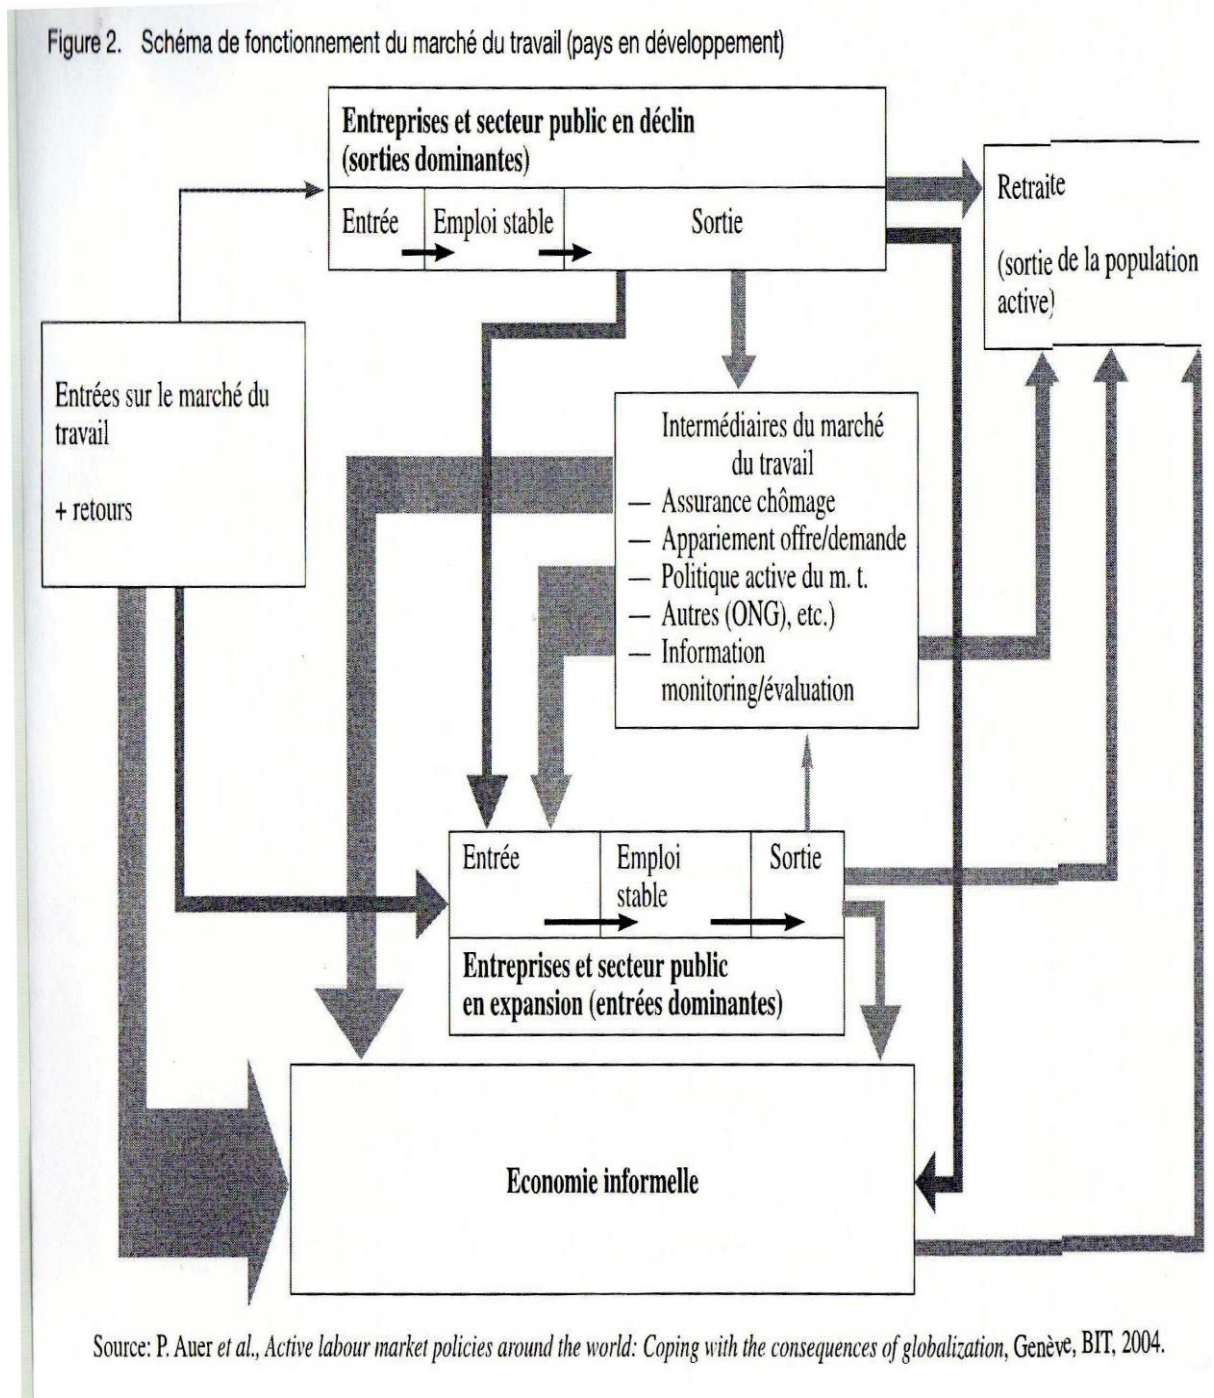 Figure 2. Schéma de fonctionnement du marché du travail (pays en développement)
Entreprises et secteur public en déclin
(sorties dominantes)
Entrée
Emploi stable
Sortie
Retraite
(sortie de la population
active)
Entrées sur le marché du
travail
+ retours
Intermédiaires du marché
du travail
— Assurance chômage
— Appariement offre/demande
— Politique active du m. t.
— Autres (ONG), etc.)
— Information
monitoring/évaluation
Entrée
Emploi
stable
Sortie
Entreprises et secteur public
en expansion (entrées dominantes)
Economie informelle
Source: P. Auer et al., Active labour market policies around the world: Coping with the consequences of globalization, Genève, BIT, 2004.